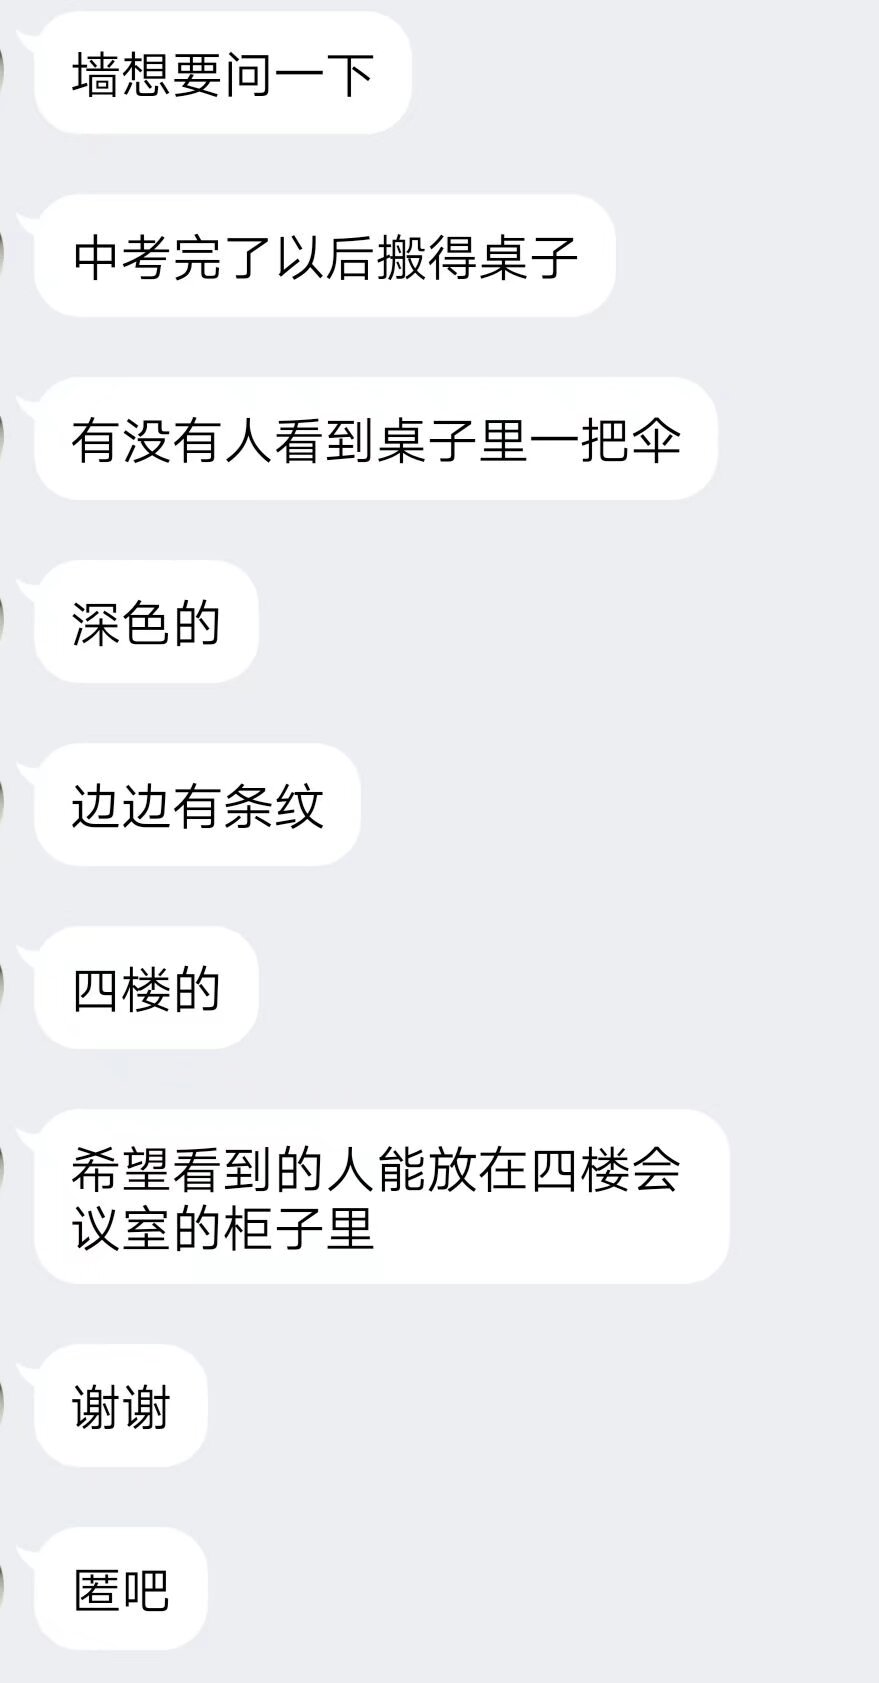 墙想要问一下
中考完了以后搬得桌子
有没有人看到桌子里一把伞
深色的
边边有条纹
四楼的
希望看到的人能放在四楼会
议室的柜子里
谢谢
匿吧